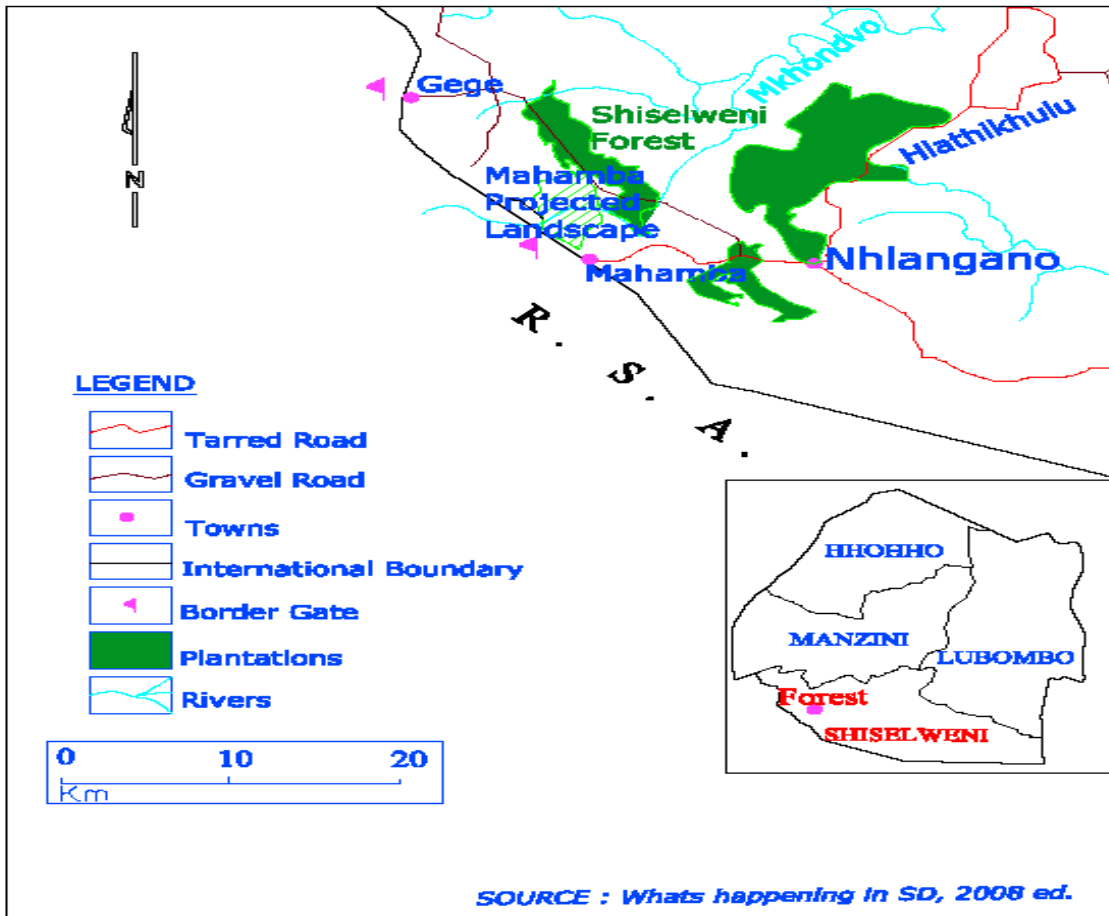 Gege
Mkhondvo
Shiselweni
Forest
Hlathikhulu
N
Mahamba
Projected
Landscape
Mahamba
Nhlangano
R. S. A.
LEGEND
Tarred Road
Gravel Road
Towns
International Boundary
Border Gate
Plantations
Rivers
0 10 20
Km
HHOHHO
MANZINI
LUBOMBO
Forest
SHISELWENI
SOURCE : Whats happening in SD, 2008 ed.